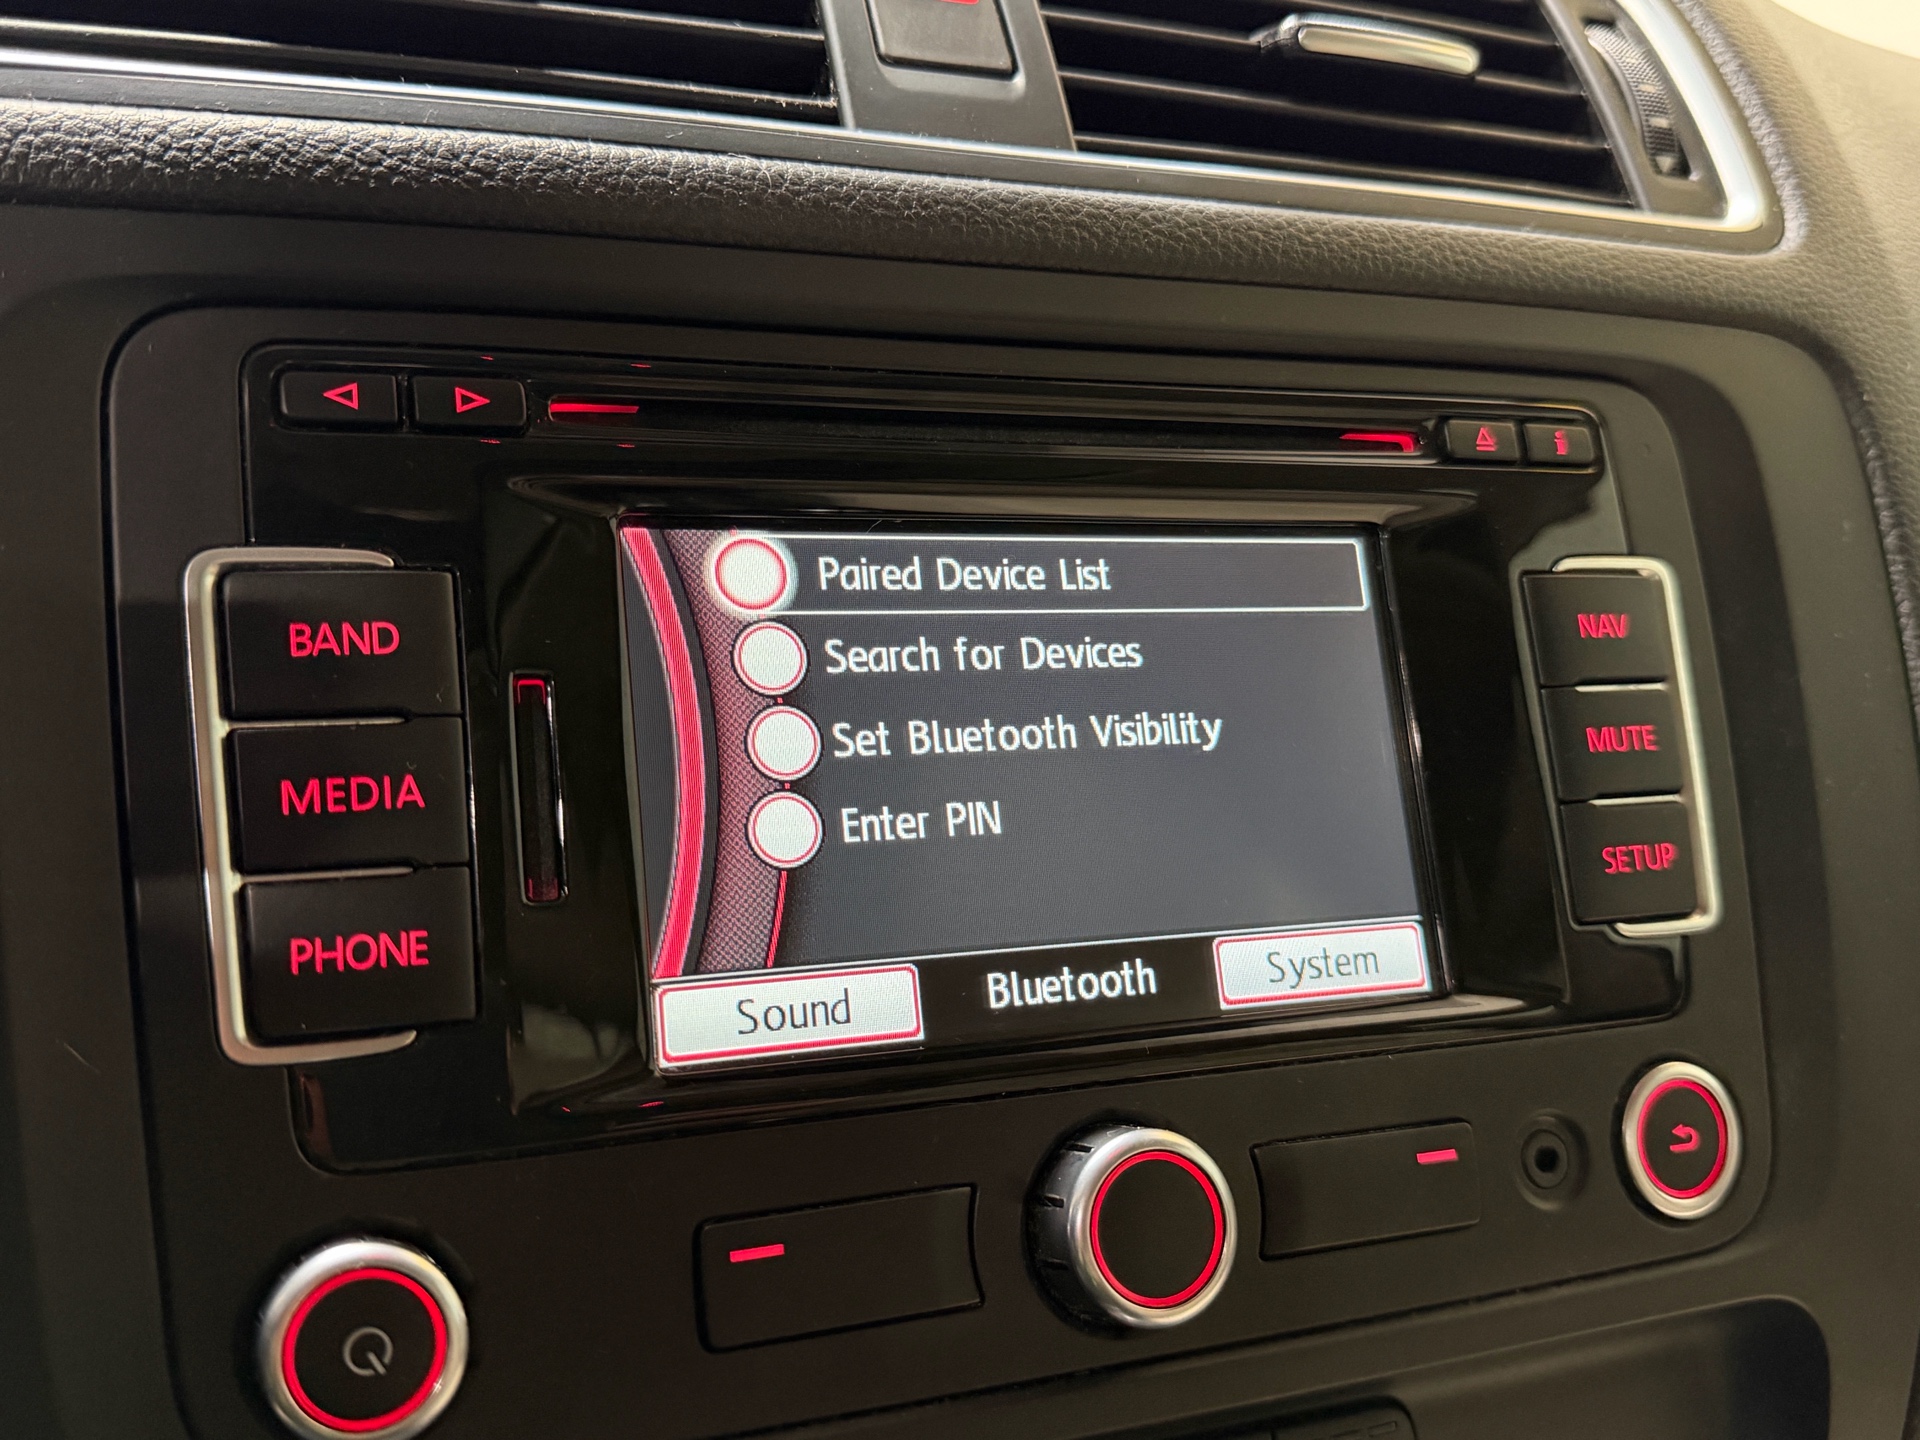 BAND
MEDIA
PHONE
Paired Device List
Search for Devices
Set Bluetooth Visibility
Enter PIN
Sound
Bluetooth
System
NAV
MUTE
SETUP